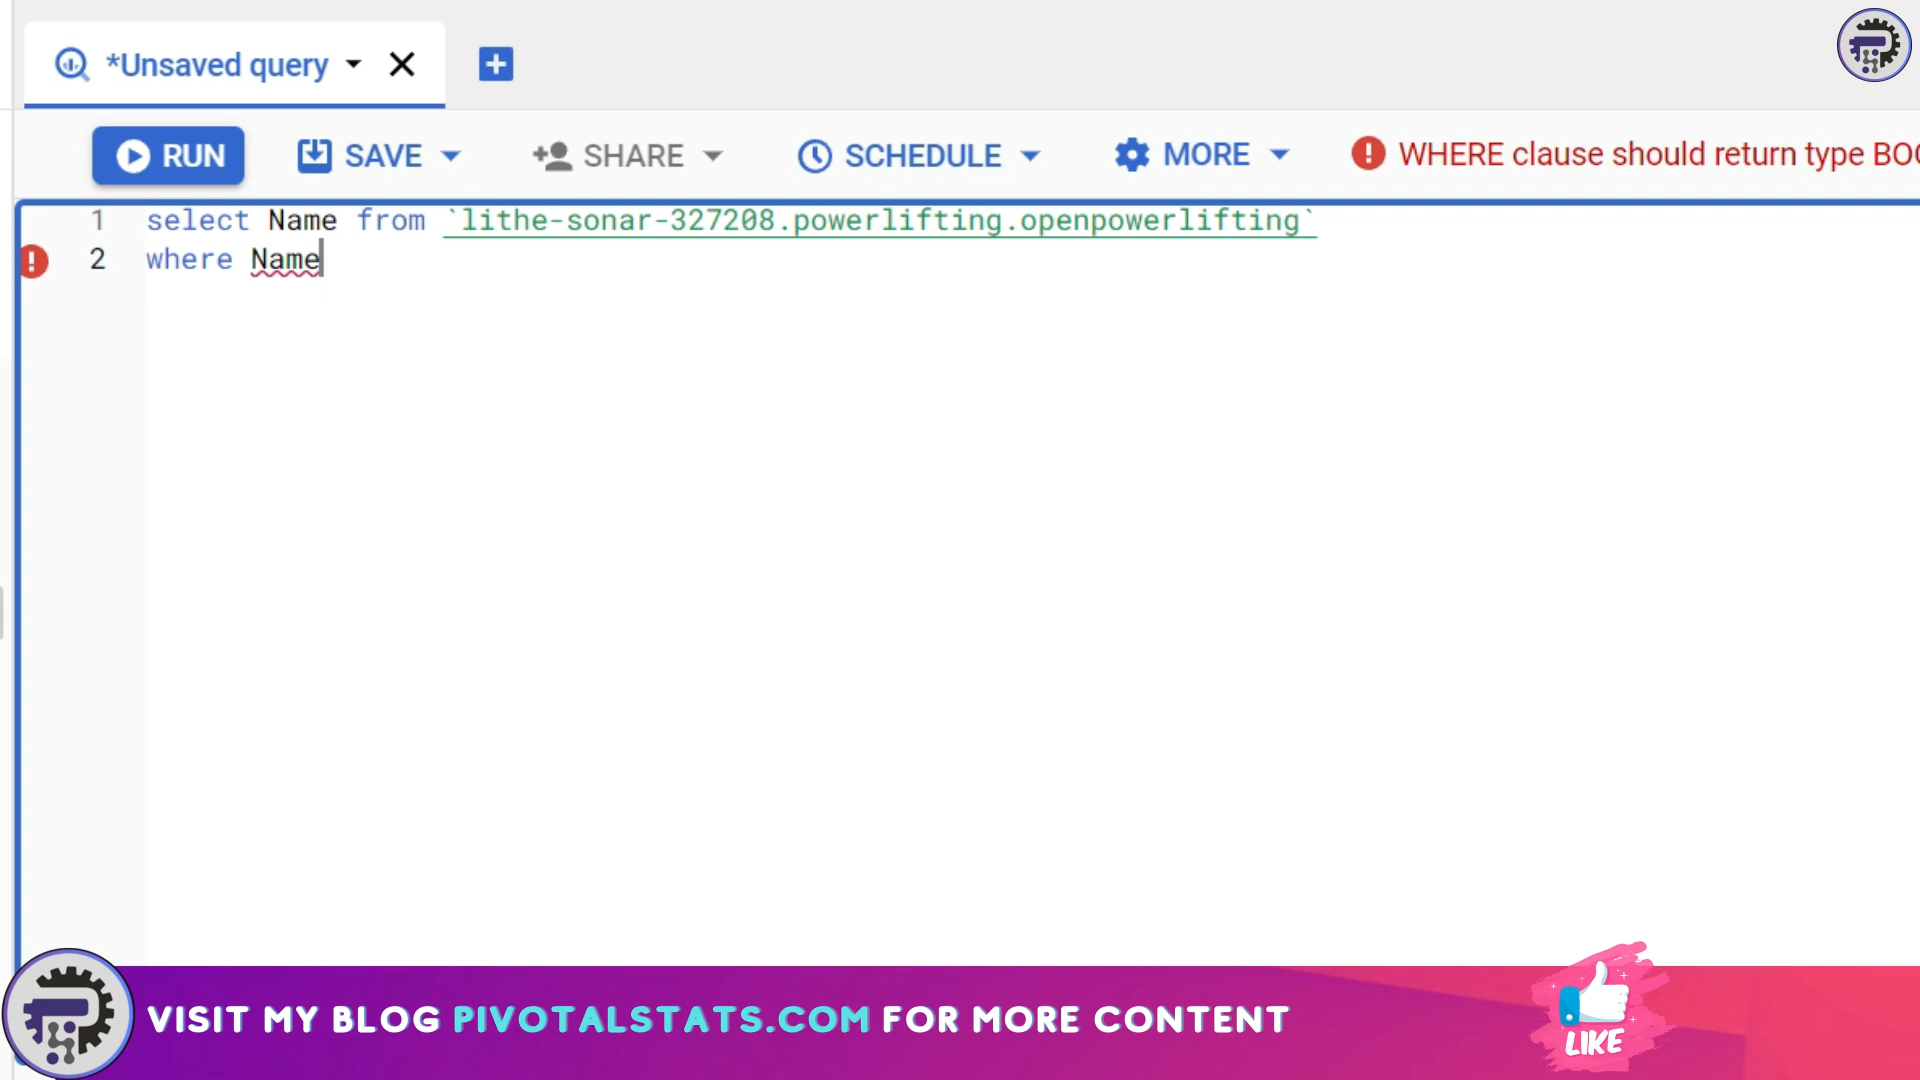 *Unsaved query
RUN SAVE SHARE SCHEDULE MORE WHERE clause should return type BOO
1 select Name from `lithe-sonar-327208.powerlifting.openpowerlifting`
2 where Name
VISIT MY BLOG PIVOTALSTATS.COM FOR MORE CONTENT
LIKE